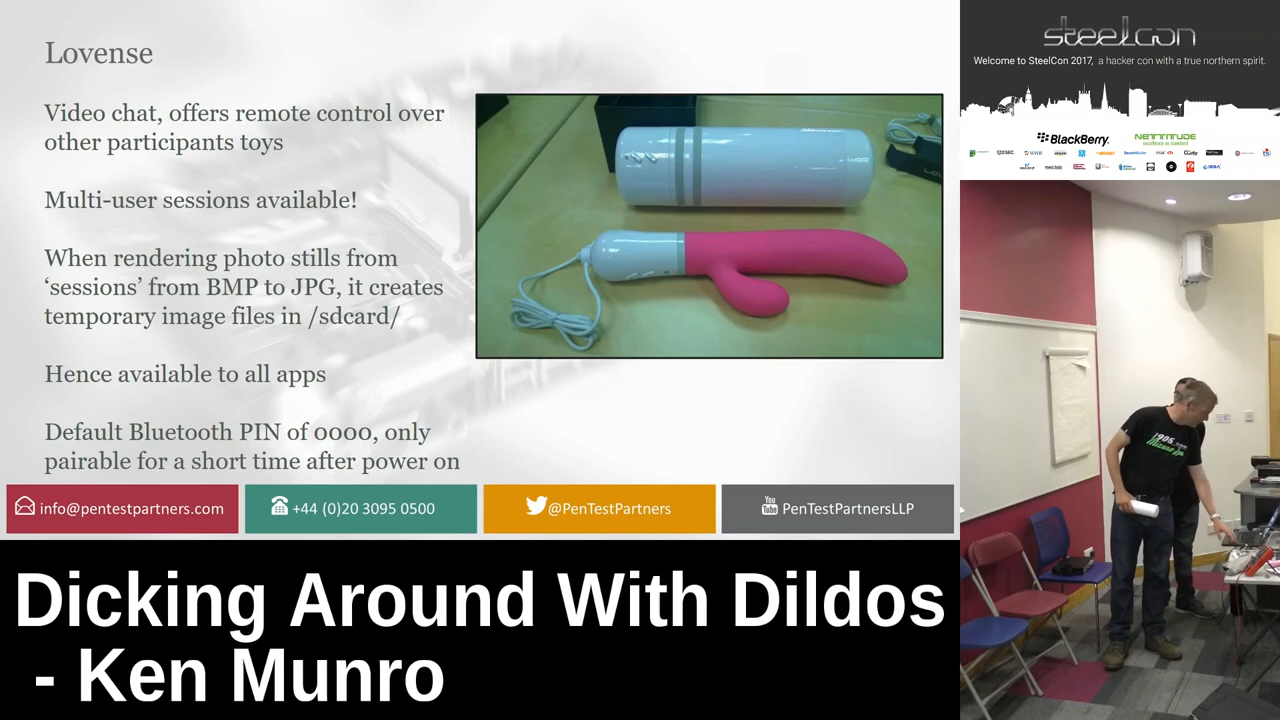 Lovense
Video chat, offers remote control over
other participants toys
Multi-user sessions available!
When rendering photo stills from
‘sessions’ from BMP to JPG, it creates
temporary image files in /sdcard/
Hence available to all apps
Default Bluetooth PIN of 0000, only
pairable for a short time after power on
info@pentestpartners.com
+44 (0)20 3095 0500
@PenTestPartners
You
Tube
PenTestPartnersLLP
Dicking Around With Dildos
- Ken Munro
steelcon
Welcome to SteelCon 2017, a hacker con with a true northern spirit.
BlackBerry
NETTITUDE